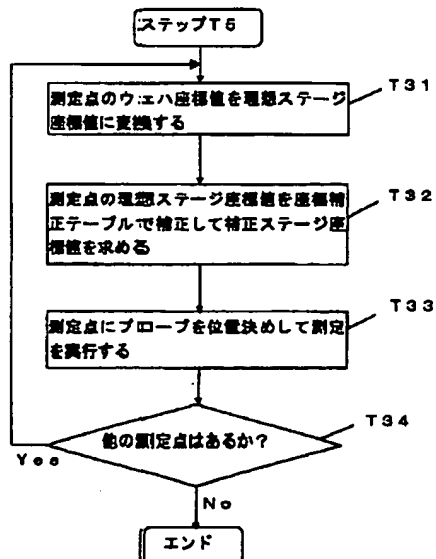 ステップT5
T31
測定点のウェハ座標値を理想ステージ
座標値に変換する
T32
測定点の理想ステージ座標値を座標補
正テーブルで補正して補正ステージ座
標値を求める
T33
測定点にプローブを位置決めして測定
を実行する
T34
他の測定点はあるか?
Yes
No
エンド